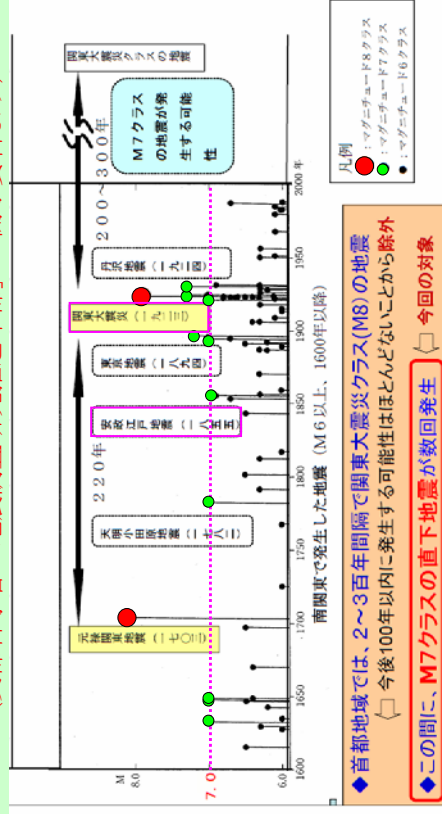 関東大震災クラスの地震
M7クラス
の地震が発
生する可能
性
200~300年
220年
丹沢地震(一九二四)
関東大震災(一九二三)
東京地震(一八九四)
安政江戸地震(一八五五)
天明小田原地震(一七八二)
元禄関東地震(一七〇三)
M
8.0
7.0
6.0
1600
1650
1700
1750
1800
1850
1900
1950
2000年
南関東で発生した地震(M6以上、1600年以降)
凡例
:マグニチュード8クラス
:マグニチュード7クラス
:マグニチュード6クラス
◆首都地域では、2~3百年間隔で関東大震災クラス(M8)の地震
今後100年以内に発生する可能性はほとんどないことから除外
◆この間に、M7クラスの直下地震が数回発生 今回の対象